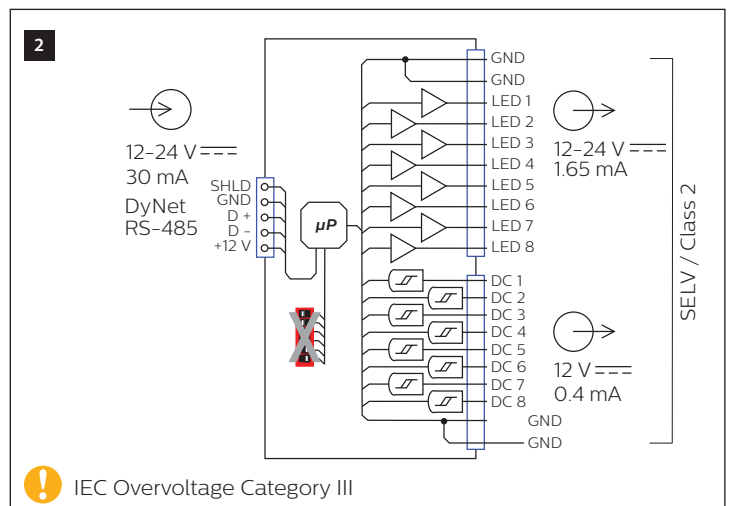 2
12-24 V
30 mA
DyNet
RS-485
SHLD
GND
D +
D -
+12 V
µP
GND
GND
LED 1
LED 2
LED 3
LED 4
LED 5
LED 6
LED 7
LED 8
12-24 V
1.65 mA
DC 1
DC 2
DC 3
DC 4
DC 5
DC 6
DC 7
DC 8
GND
GND
12 V
0.4 mA
SELV / Class 2
! IEC Overvoltage Category III